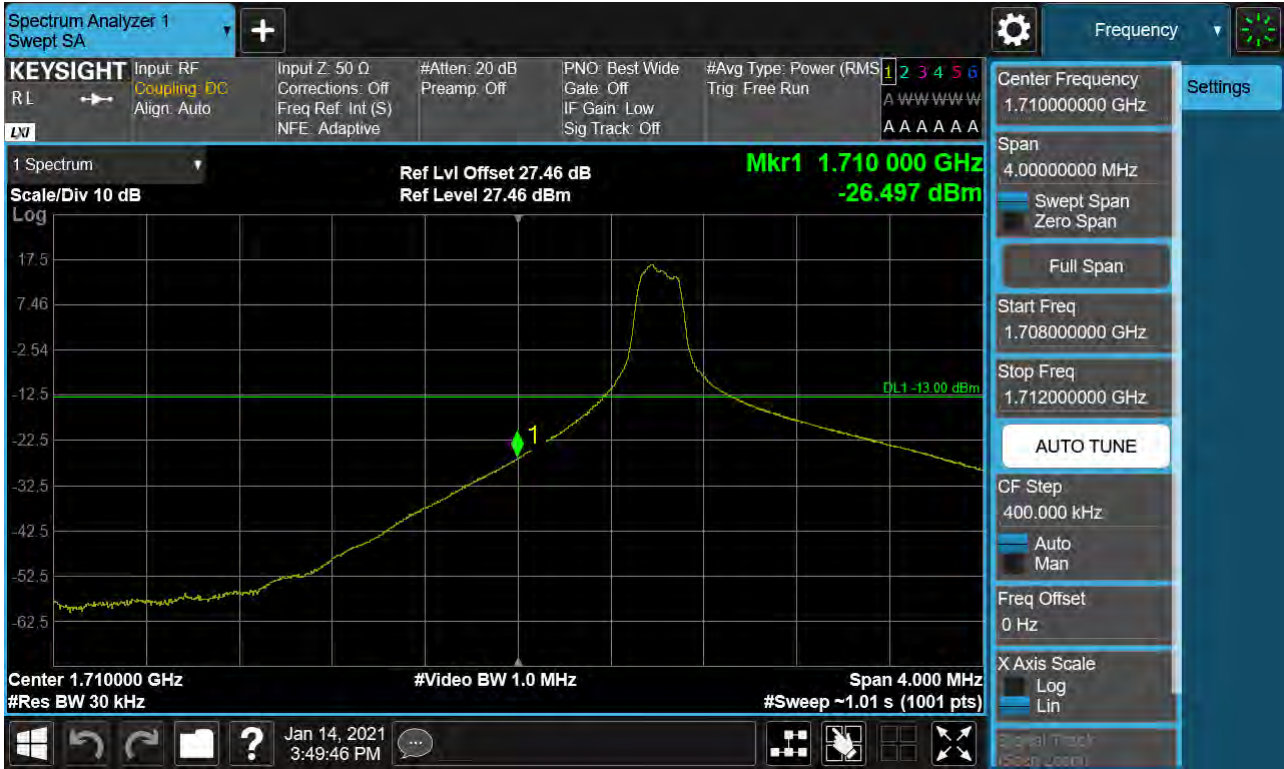 Spectrum Analyzer 1
Swept SA
Frequency
KEYSIGHT
R L
LXI
Input: RF
Coupling: DC
Align: Auto
Input Z: 50 Ω
Corrections: Off
Freq Ref: Int (S)
NFE: Adaptive
#Atten: 20 dB
Preamp: Off
PNO: Best Wide
Gate: Off
IF Gain: Low
Sig Track: Off
#Avg Type: Power (RMS
Trig: Free Run
1 2 3 4 5 6
A W W W W W
A A A A A A
1 Spectrum
Scale/Div 10 dB
Ref Lvl Offset 27.46 dB
Ref Level 27.46 dBm
Mkr1 1.710 000 GHz
-26.497 dBm
Log
17.5
7.46
-2.54
-12.5
-22.5
-32.5
-42.5
-52.5
-62.5
DL1 -13.00 dBm
1
Center 1.710000 GHz
#Video BW 1.0 MHz
Span 4.000 MHz
#Res BW 30 kHz
#Sweep ~1.01 s (1001 pts)
Center Frequency
1.710000000 GHz
Settings
Span
4.00000000 MHz
Swept Span
Zero Span
Full Span
Start Freq
1.708000000 GHz
Stop Freq
1.712000000 GHz
AUTO TUNE
CF Step
400.000 kHz
Auto
Man
Freq Offset
0 Hz
X Axis Scale
Log
Lin
Signal Track
(Span Zoom)
?
Jan 14, 2021
3:49:46 PM